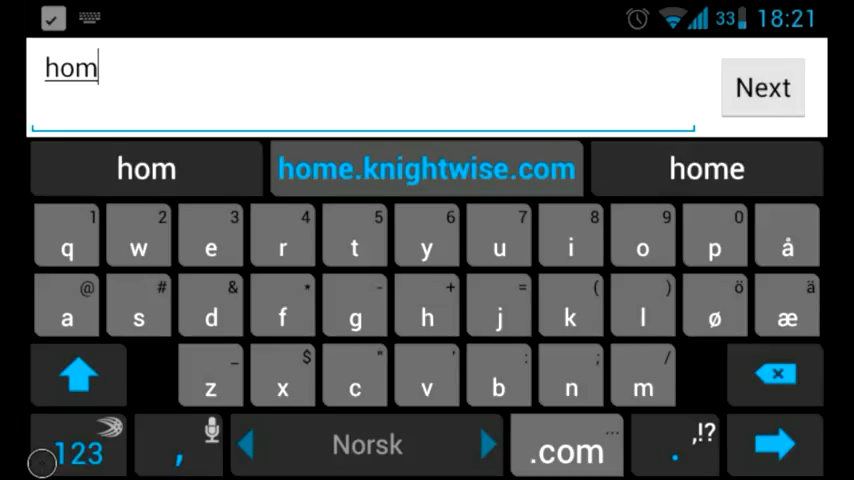 33 18:21
hom
Next
hom home.knightwise.com home
1 2 3 4 5 6 7 8 9 0
q w e r t y u i o p å
@ # & * - + = ( ) ö ä
a s d f g h j k l ø æ
_ $ " ' : ; /
z x c v b n m
123 , Norsk .com ... . ,!?